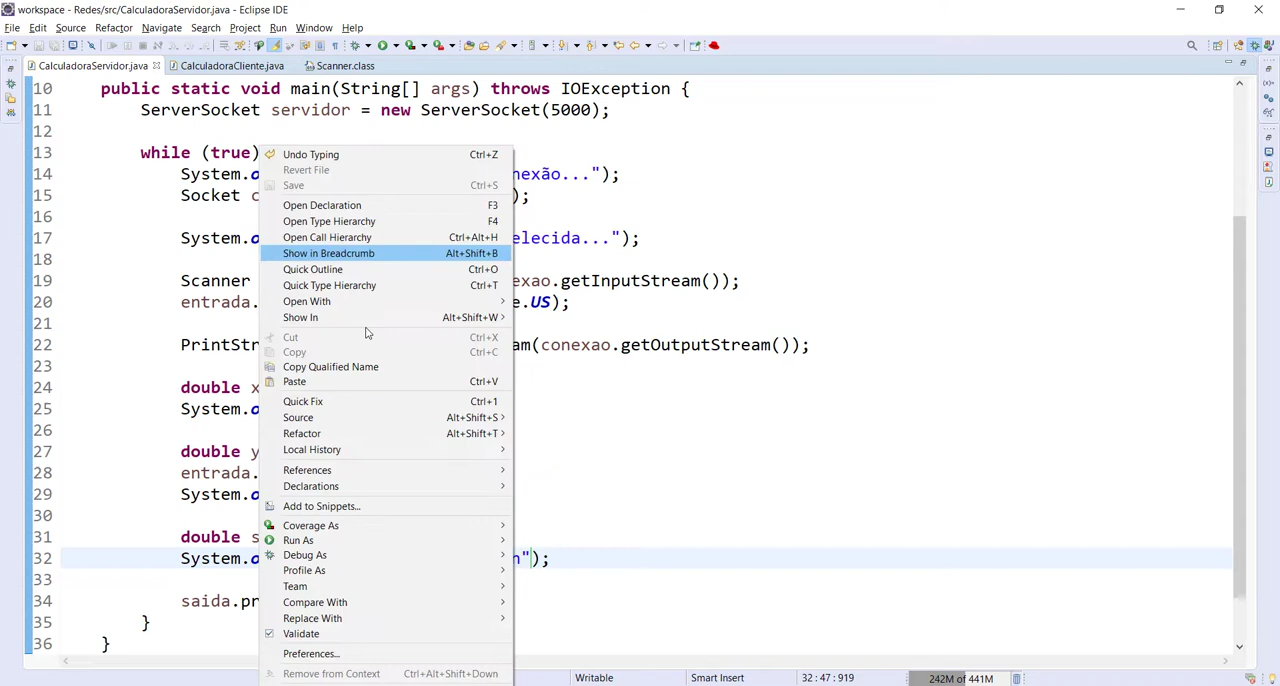 workspace - Redes/src/CalculadoraServidor.java - Eclipse IDE
File Edit Source Refactor Navigate Search Project Run Window Help
CalculadoraServidor.java CalculadoraCliente.java Scanner.class
10 public static void main(String[] args) throws IOException {
11 ServerSocket servidor = new ServerSocket(5000);
12
13 while (true)
14 System.o nexão...");
15 Socket c );
16
17 System.o elecida...");
18
19 Scanner exao.getInputStream());
20 entrada. e.US);
21
22 PrintStr am(conexao.getOutputStream());
23
24 double x
25 System.o
26
27 double y
28 entrada.
29 System.o
30
31 double s
32 System.o n");
33
34 saida.pr
35 }
36 }
Undo Typing Ctrl+Z
Revert File
Save Ctrl+S
Open Declaration F3
Open Type Hierarchy F4
Open Call Hierarchy Ctrl+Alt+H
Show in Breadcrumb Alt+Shift+B
Quick Outline Ctrl+O
Quick Type Hierarchy Ctrl+T
Open With
Show In Alt+Shift+W
Cut Ctrl+X
Copy Ctrl+C
Copy Qualified Name
Paste Ctrl+V
Quick Fix Ctrl+1
Source Alt+Shift+S
Refactor Alt+Shift+T
Local History
References
Declarations
Add to Snippets...
Coverage As
Run As
Debug As
Profile As
Team
Compare With
Replace With
Validate
Preferences...
Remove from Context Ctrl+Alt+Shift+Down
Writable Smart Insert 32 : 47 : 919 242M of 441M